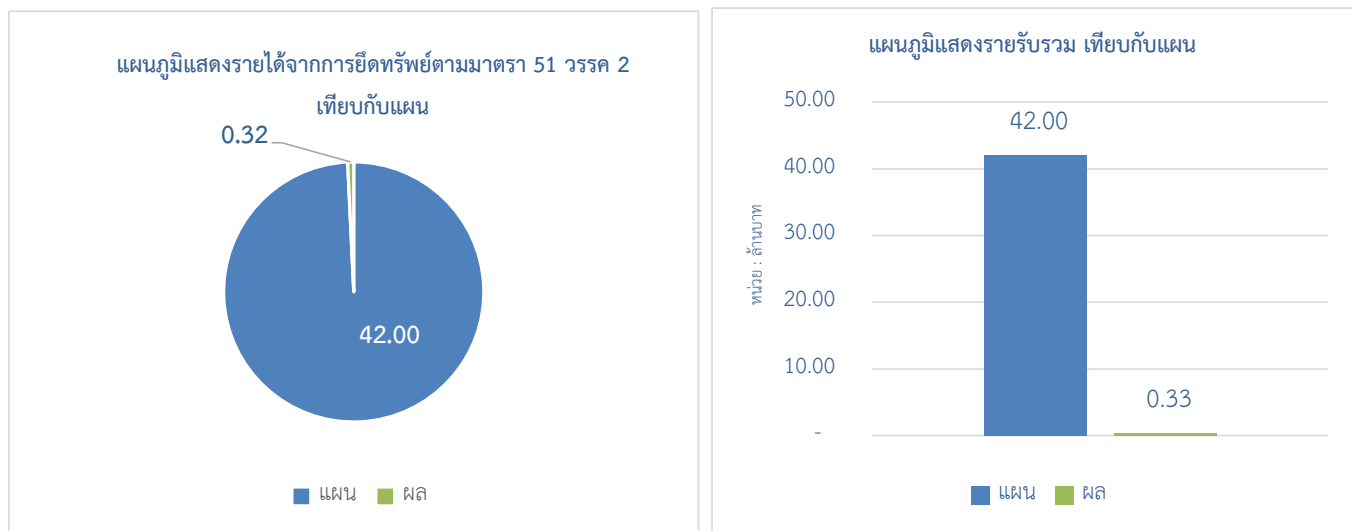 แผนภูมิแสดงรายได้จากการยึดทรัพย์ตามมาตรา 51 วรรค 2
เทียบกับแผน
0.32
42.00
แผน ผล
แผนภูมิแสดงรายรับรวม เทียบกับแผน
หน่วย : ล้านบาท
50.00
40.00
30.00
20.00
10.00
-
42.00
0.33
แผน ผล